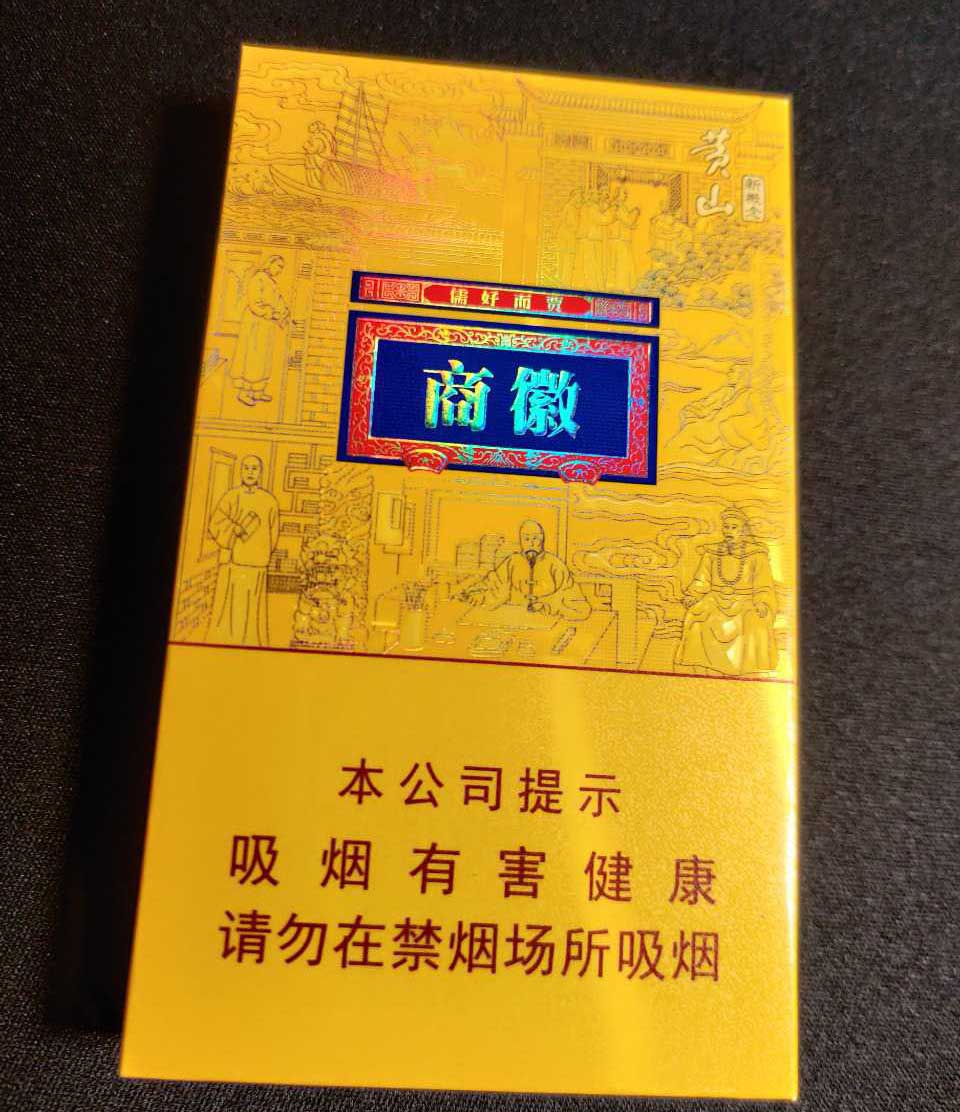 黄山
新概念
儒好而贾
商徽
本公司提示
吸烟有害健康
请勿在禁烟场所吸烟